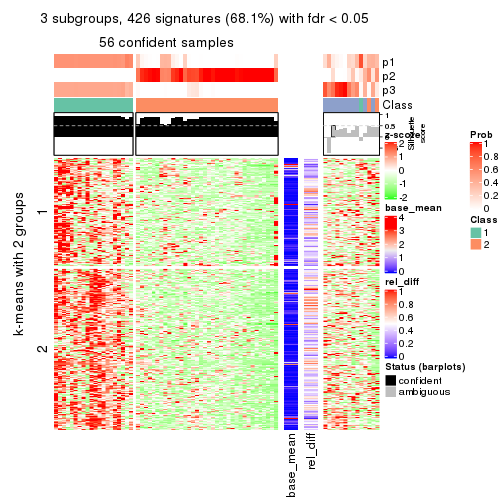 3 subgroups, 426 signatures (68.1%) with fdr < 0.05
56 confident samples
p1
p2
p3
Class
1
0.5
0
Silhouette
score
z-score
2
1
0
-1
-2
base_mean
4
3
2
1
0
rel_diff
1
0.8
0.6
0.4
0.2
0
Status (barplots)
confident
ambiguous
Prob
1
0.8
0.6
0.4
0.2
0
Class
1
2
k-means with 2 groups
1
2
base_mean
rel_diff